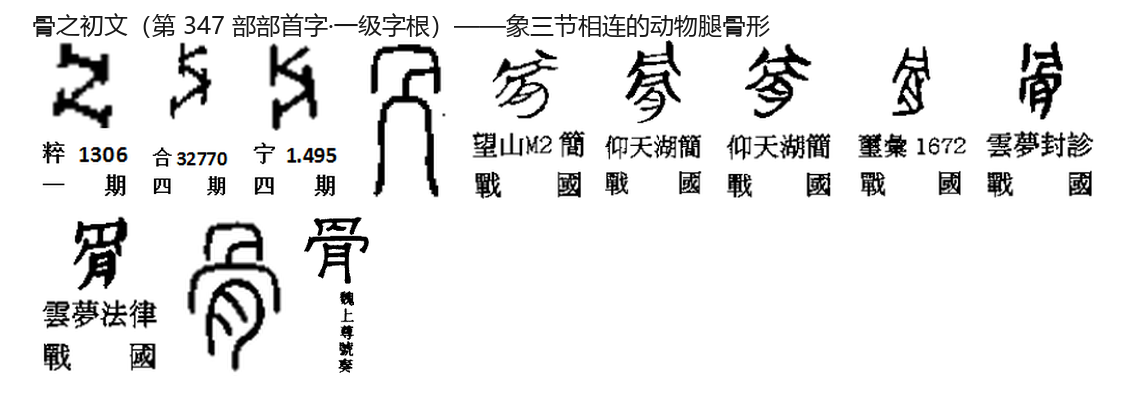 骨之初文（第 347 部部首字·一级字根）——象三节相连的动物腿骨形
粹 1306 合 32770 宁 1.495 望山M2簡 仰天湖簡 仰天湖簡 璽彙 1672 雲夢封診
一 期 四 期 四 期 戰 國 戰 國 戰 國 戰 國 戰 國
骨
雲夢法律 魏上尊號奏
戰 國